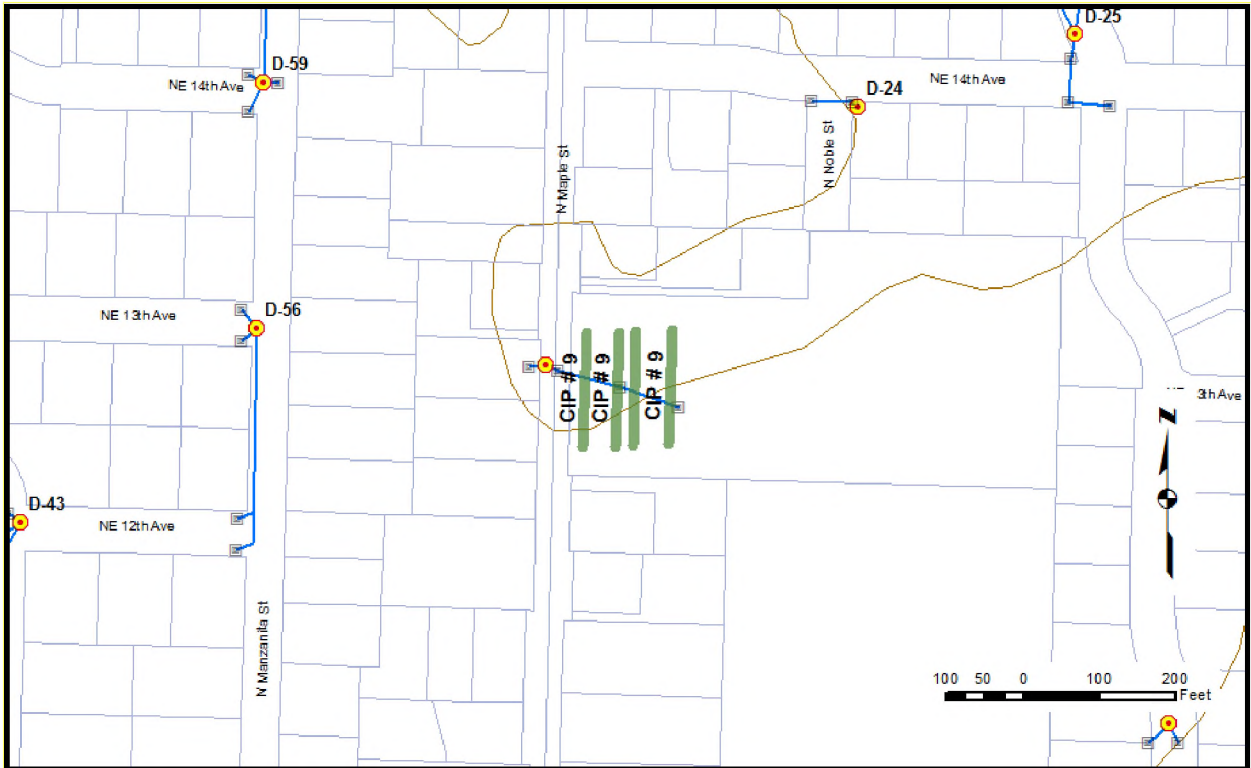 D-25
D-59
NE 14th Ave
NE 14th Ave
D-24
N Maple St
N Noble St
NE 13th Ave
D-56
CIP # 9
CIP # 9
CIP # 9
3th Ave
N
D-43
NE 12th Ave
N Manzanita St
100 50 0 100 200
Feet